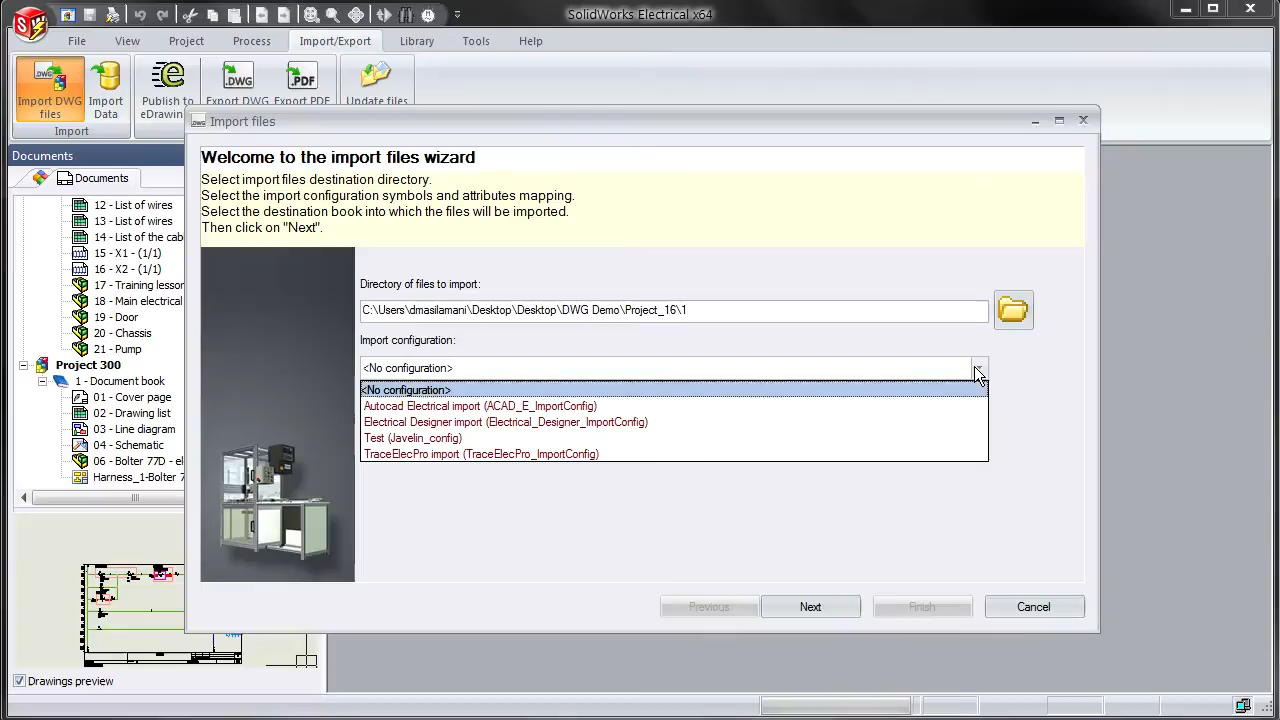 SolidWorks Electrical x64
File View Project Process Import/Export Library Tools Help
Import DWG files
Import Data
Publish to eDrawin
Export DWG
Export PDF
Update files
Import
Documents
Documents
Import files
Welcome to the import files wizard
Select import files destination directory.
Select the import configuration symbols and attributes mapping.
Select the destination book into which the files will be imported.
Then click on "Next".
Directory of files to import:
C:\Users\dmasilamani\Desktop\Desktop\DWG Demo\Project_16\1
Import configuration:
<No configuration>
<No configuration>
Autocad Electrical import (ACAD_E_ImportConfig)
Electrical Designer import (Electrical_Designer_ImportConfig)
Test (Javelin_config)
TraceElecPro import (TraceElecPro_ImportConfig)
Previous Next Finish Cancel
12 - List of wires
13 - List of wires
14 - List of the cab
15 - X1 - (1/1)
16 - X2 - (1/1)
17 - Training lesson
18 - Main electrical
19 - Door
20 - Chassis
21 - Pump
Project 300
1 - Document book
01 - Cover page
02 - Drawing list
03 - Line diagram
04 - Schematic
06 - Bolter 77D - el
Harness_1-Bolter 7
Drawings preview